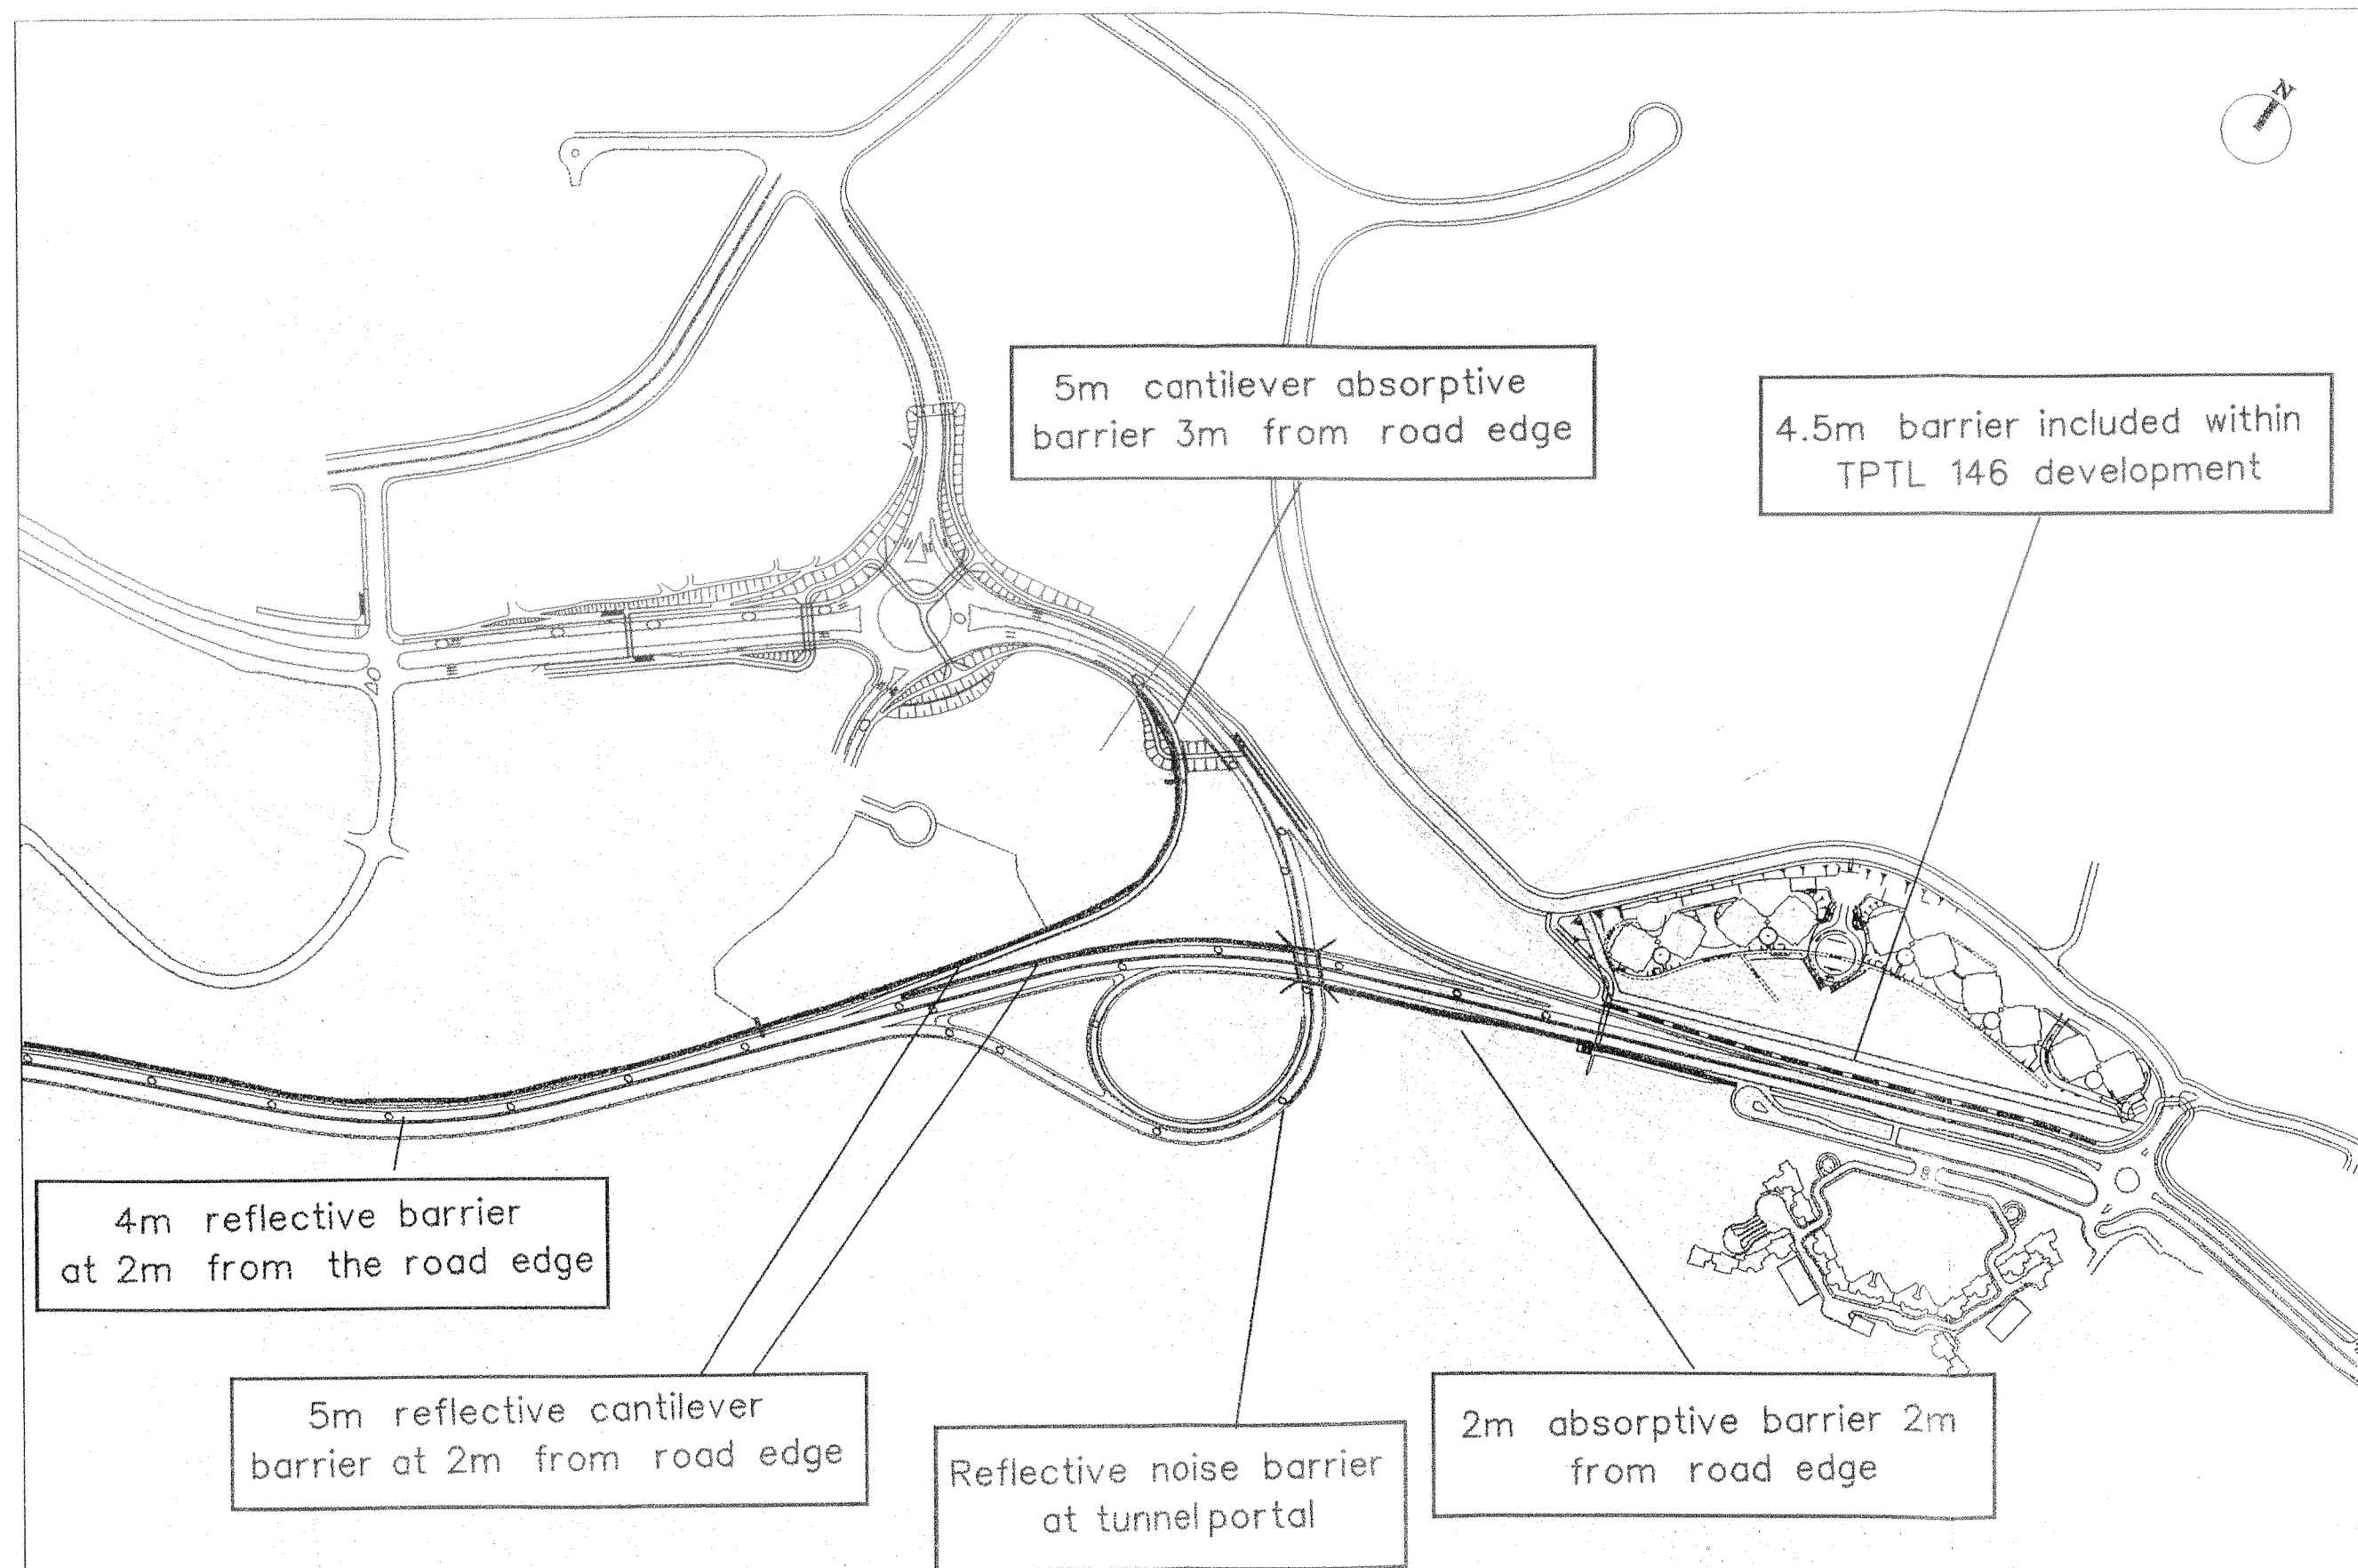 N
5m cantilever absorptive
barrier 3m from road edge
4.5m barrier included within
TPTL 146 development
4m reflective barrier
at 2m from the road edge
5m reflective cantilever
barrier at 2m from road edge
Reflective noise barrier
at tunnel portal
2m absorptive barrier 2m
from road edge